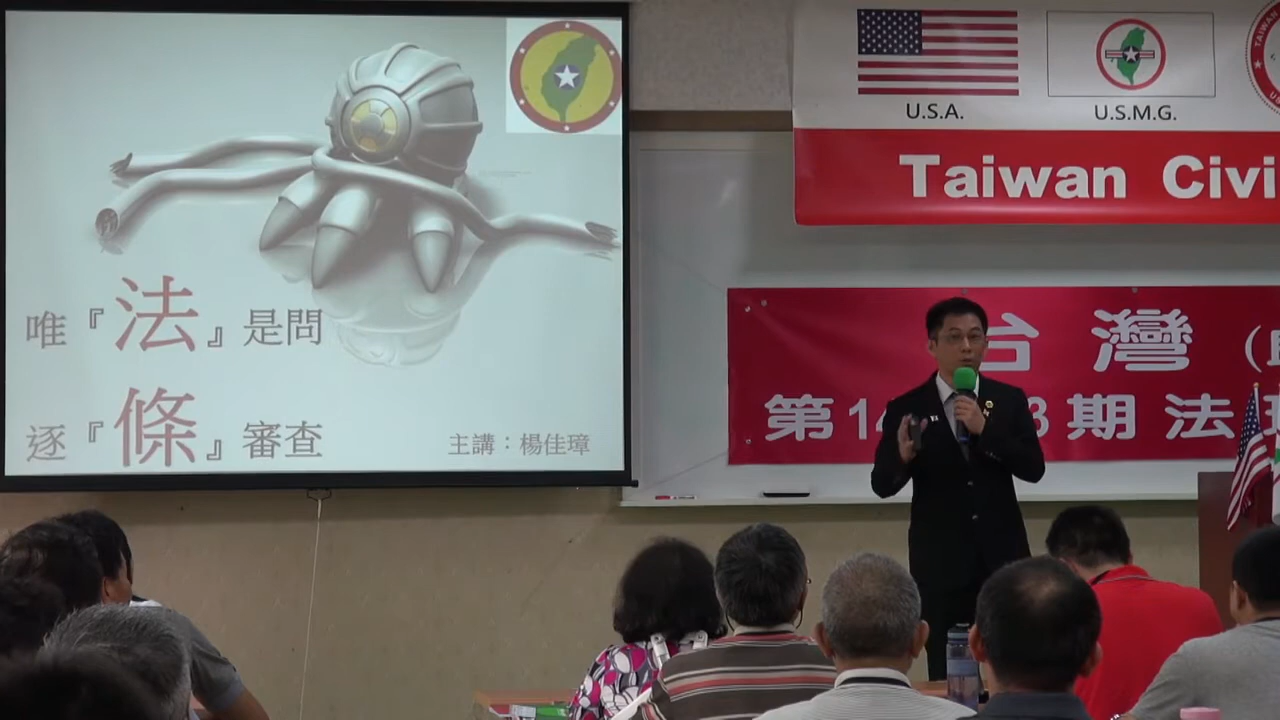 唯『法』是問
逐『條』審查
主講：楊佳璋
U.S.A.
U.S.M.G.
Taiwan Civi
TAIWAN
台灣（
第14 3期法